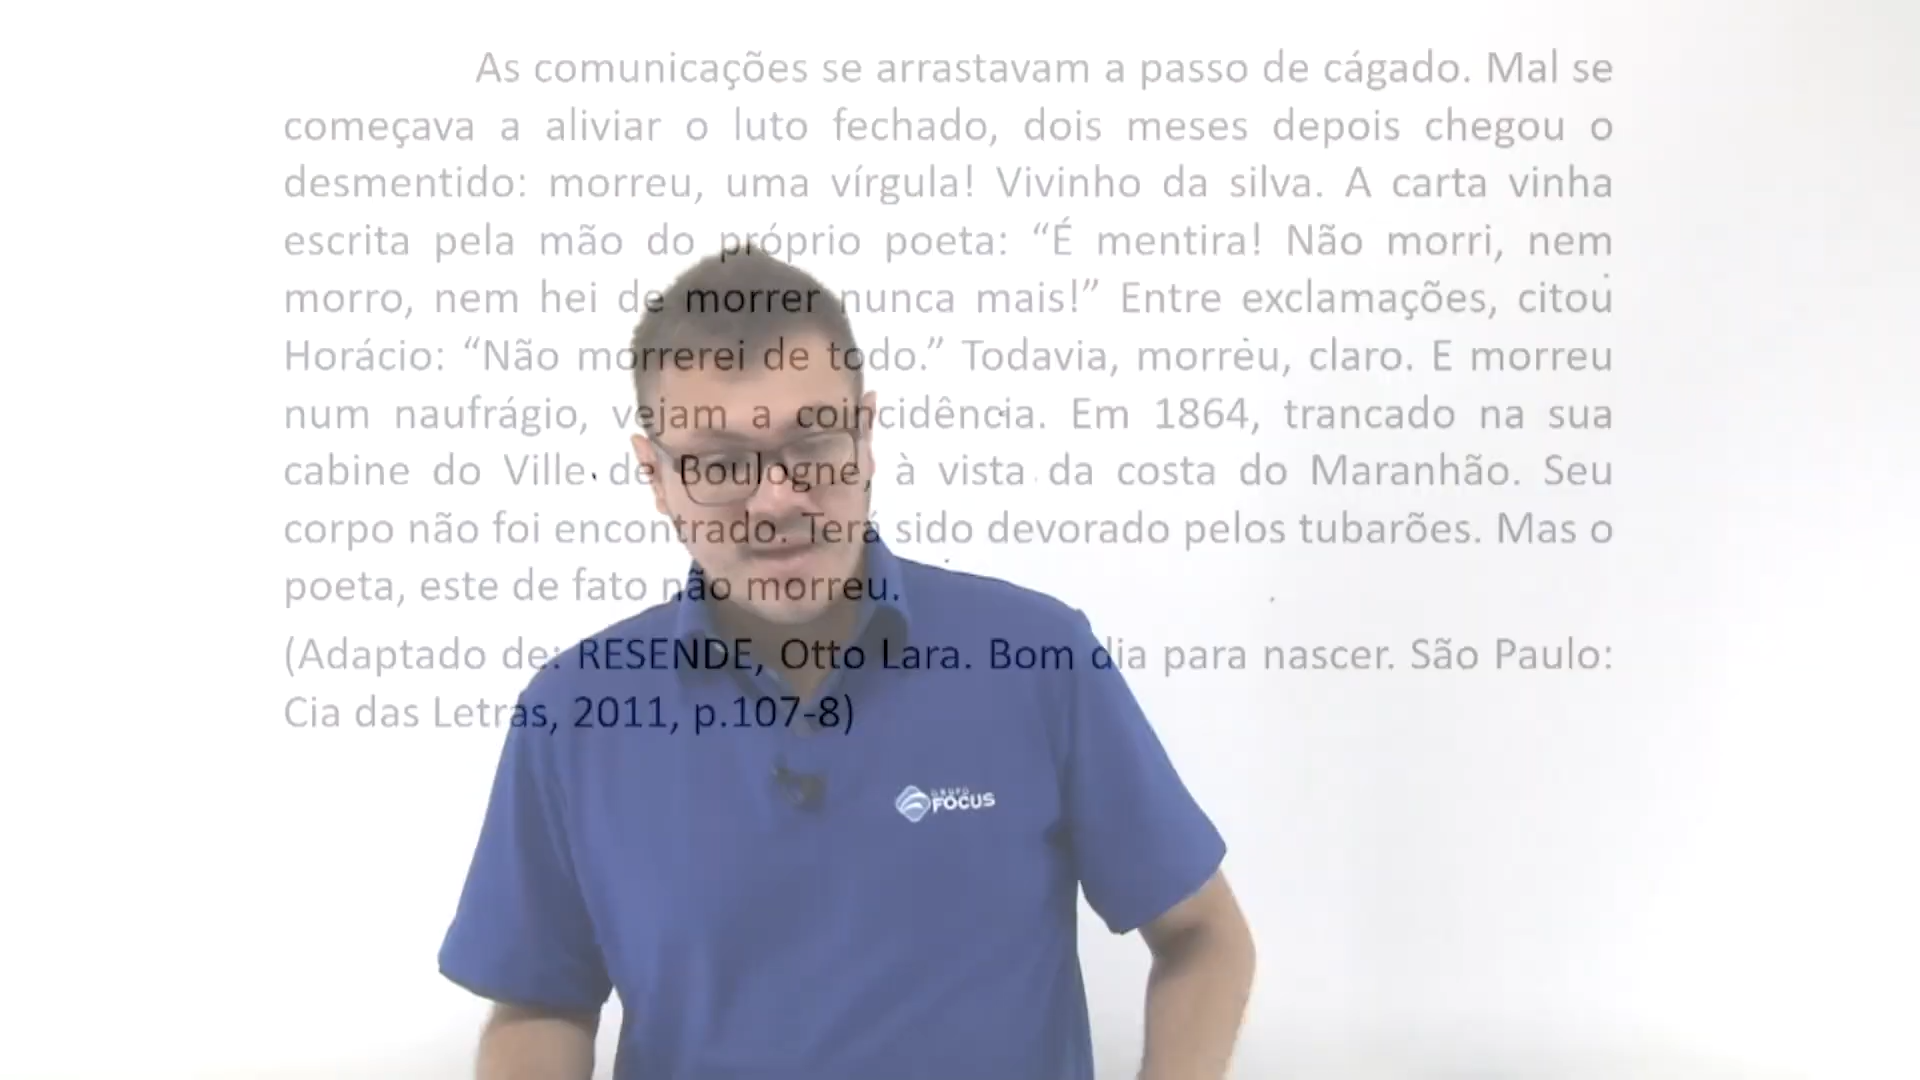 As comunicações se arrastavam a passo de cágado. Mal se
começava a aliviar o luto fechado, dois meses depois chegou o
desmentido: morreu, uma vírgula! Vivinho da silva. A carta vinha
escrita pela mão do próprio poeta: “É mentira! Não morri, nem
morro, nem hei de morrer nunca mais!” Entre exclamações, citou
Horácio: “Não morrerei de todo.” Todavia, morreu, claro. E morreu
num naufrágio, vejam a coincidência. Em 1864, trancado na sua
cabine do Ville de Boulogne, à vista da costa do Maranhão. Seu
corpo não foi encontrado. Terá sido devorado pelos tubarões. Mas o
poeta, este de fato não morreu.
(Adaptado de: RESENDE, Otto Lara. Bom dia para nascer. São Paulo:
Cia das Letras, 2011, p.107-8)
GRUPO
FOCUS